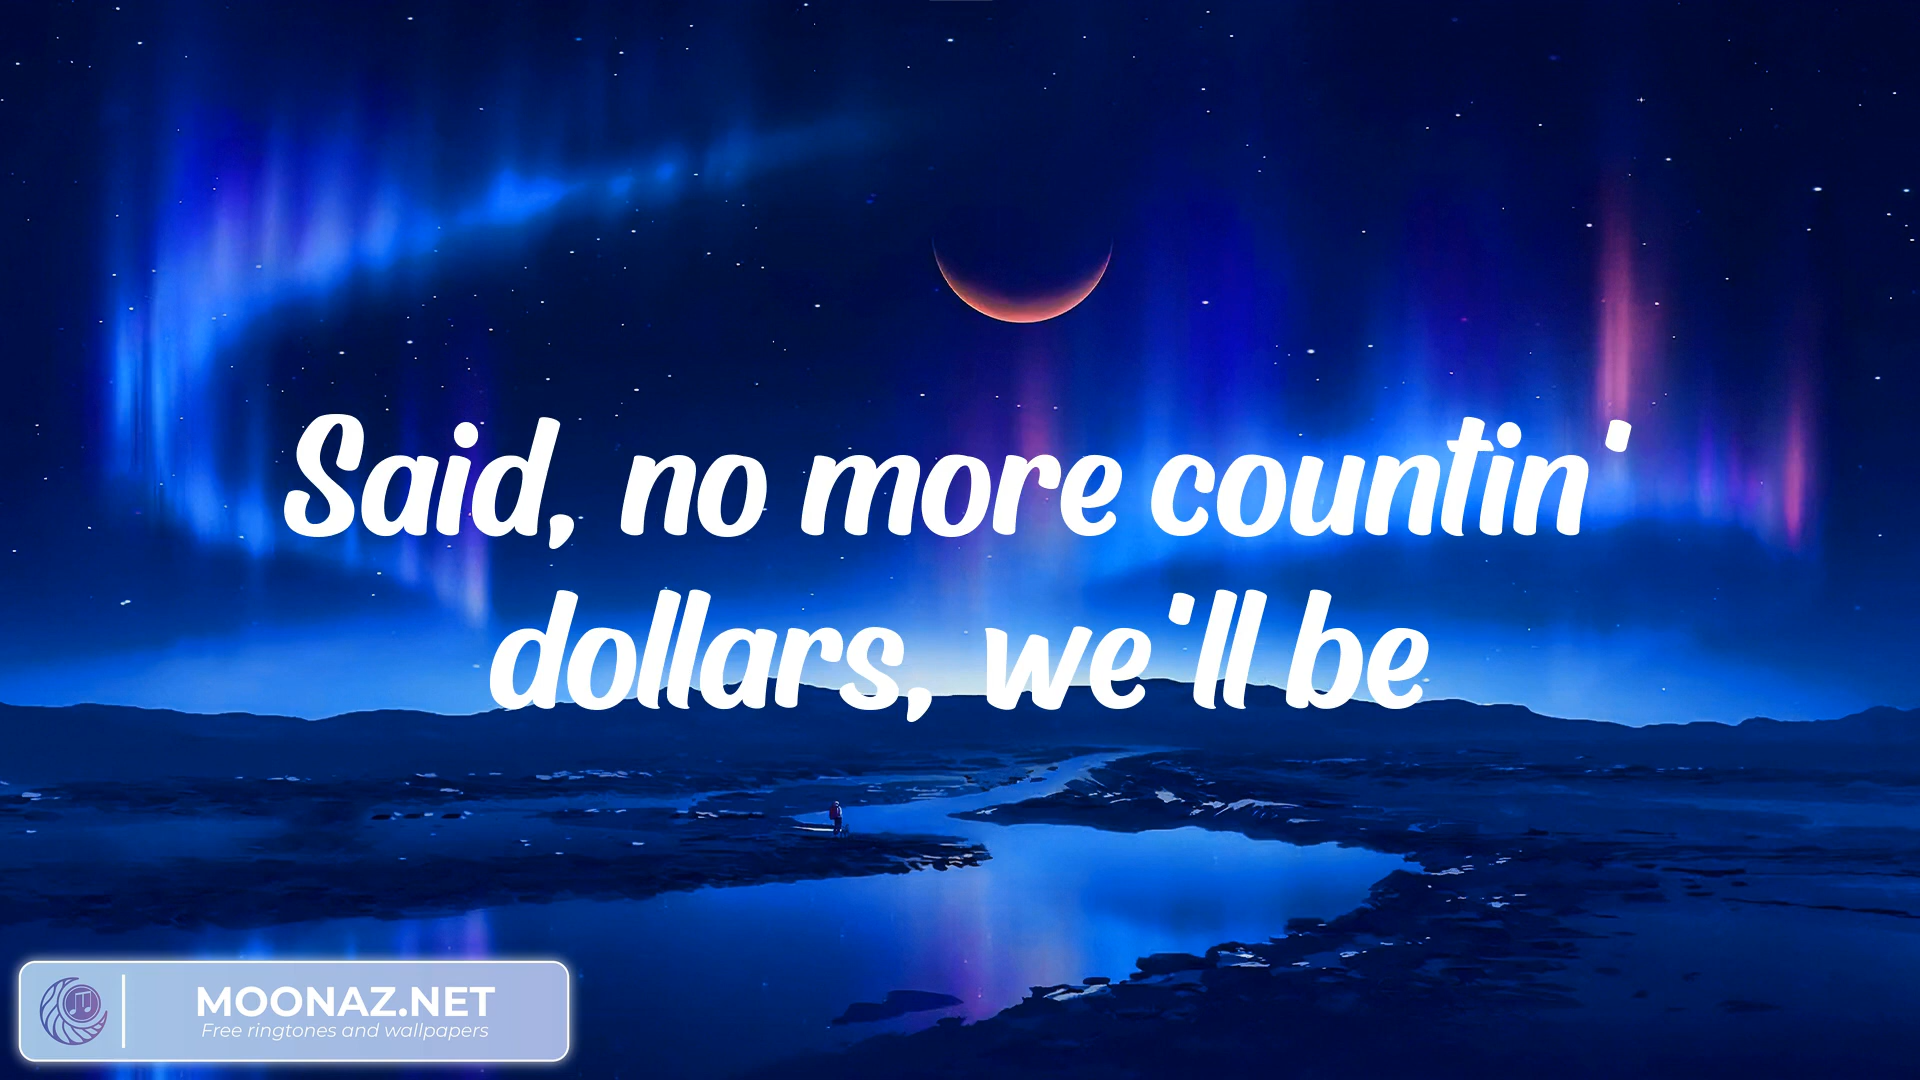 Said, no more countin'
dollars, we'll be
MOONAZ.NET
Free ringtones and wallpapers